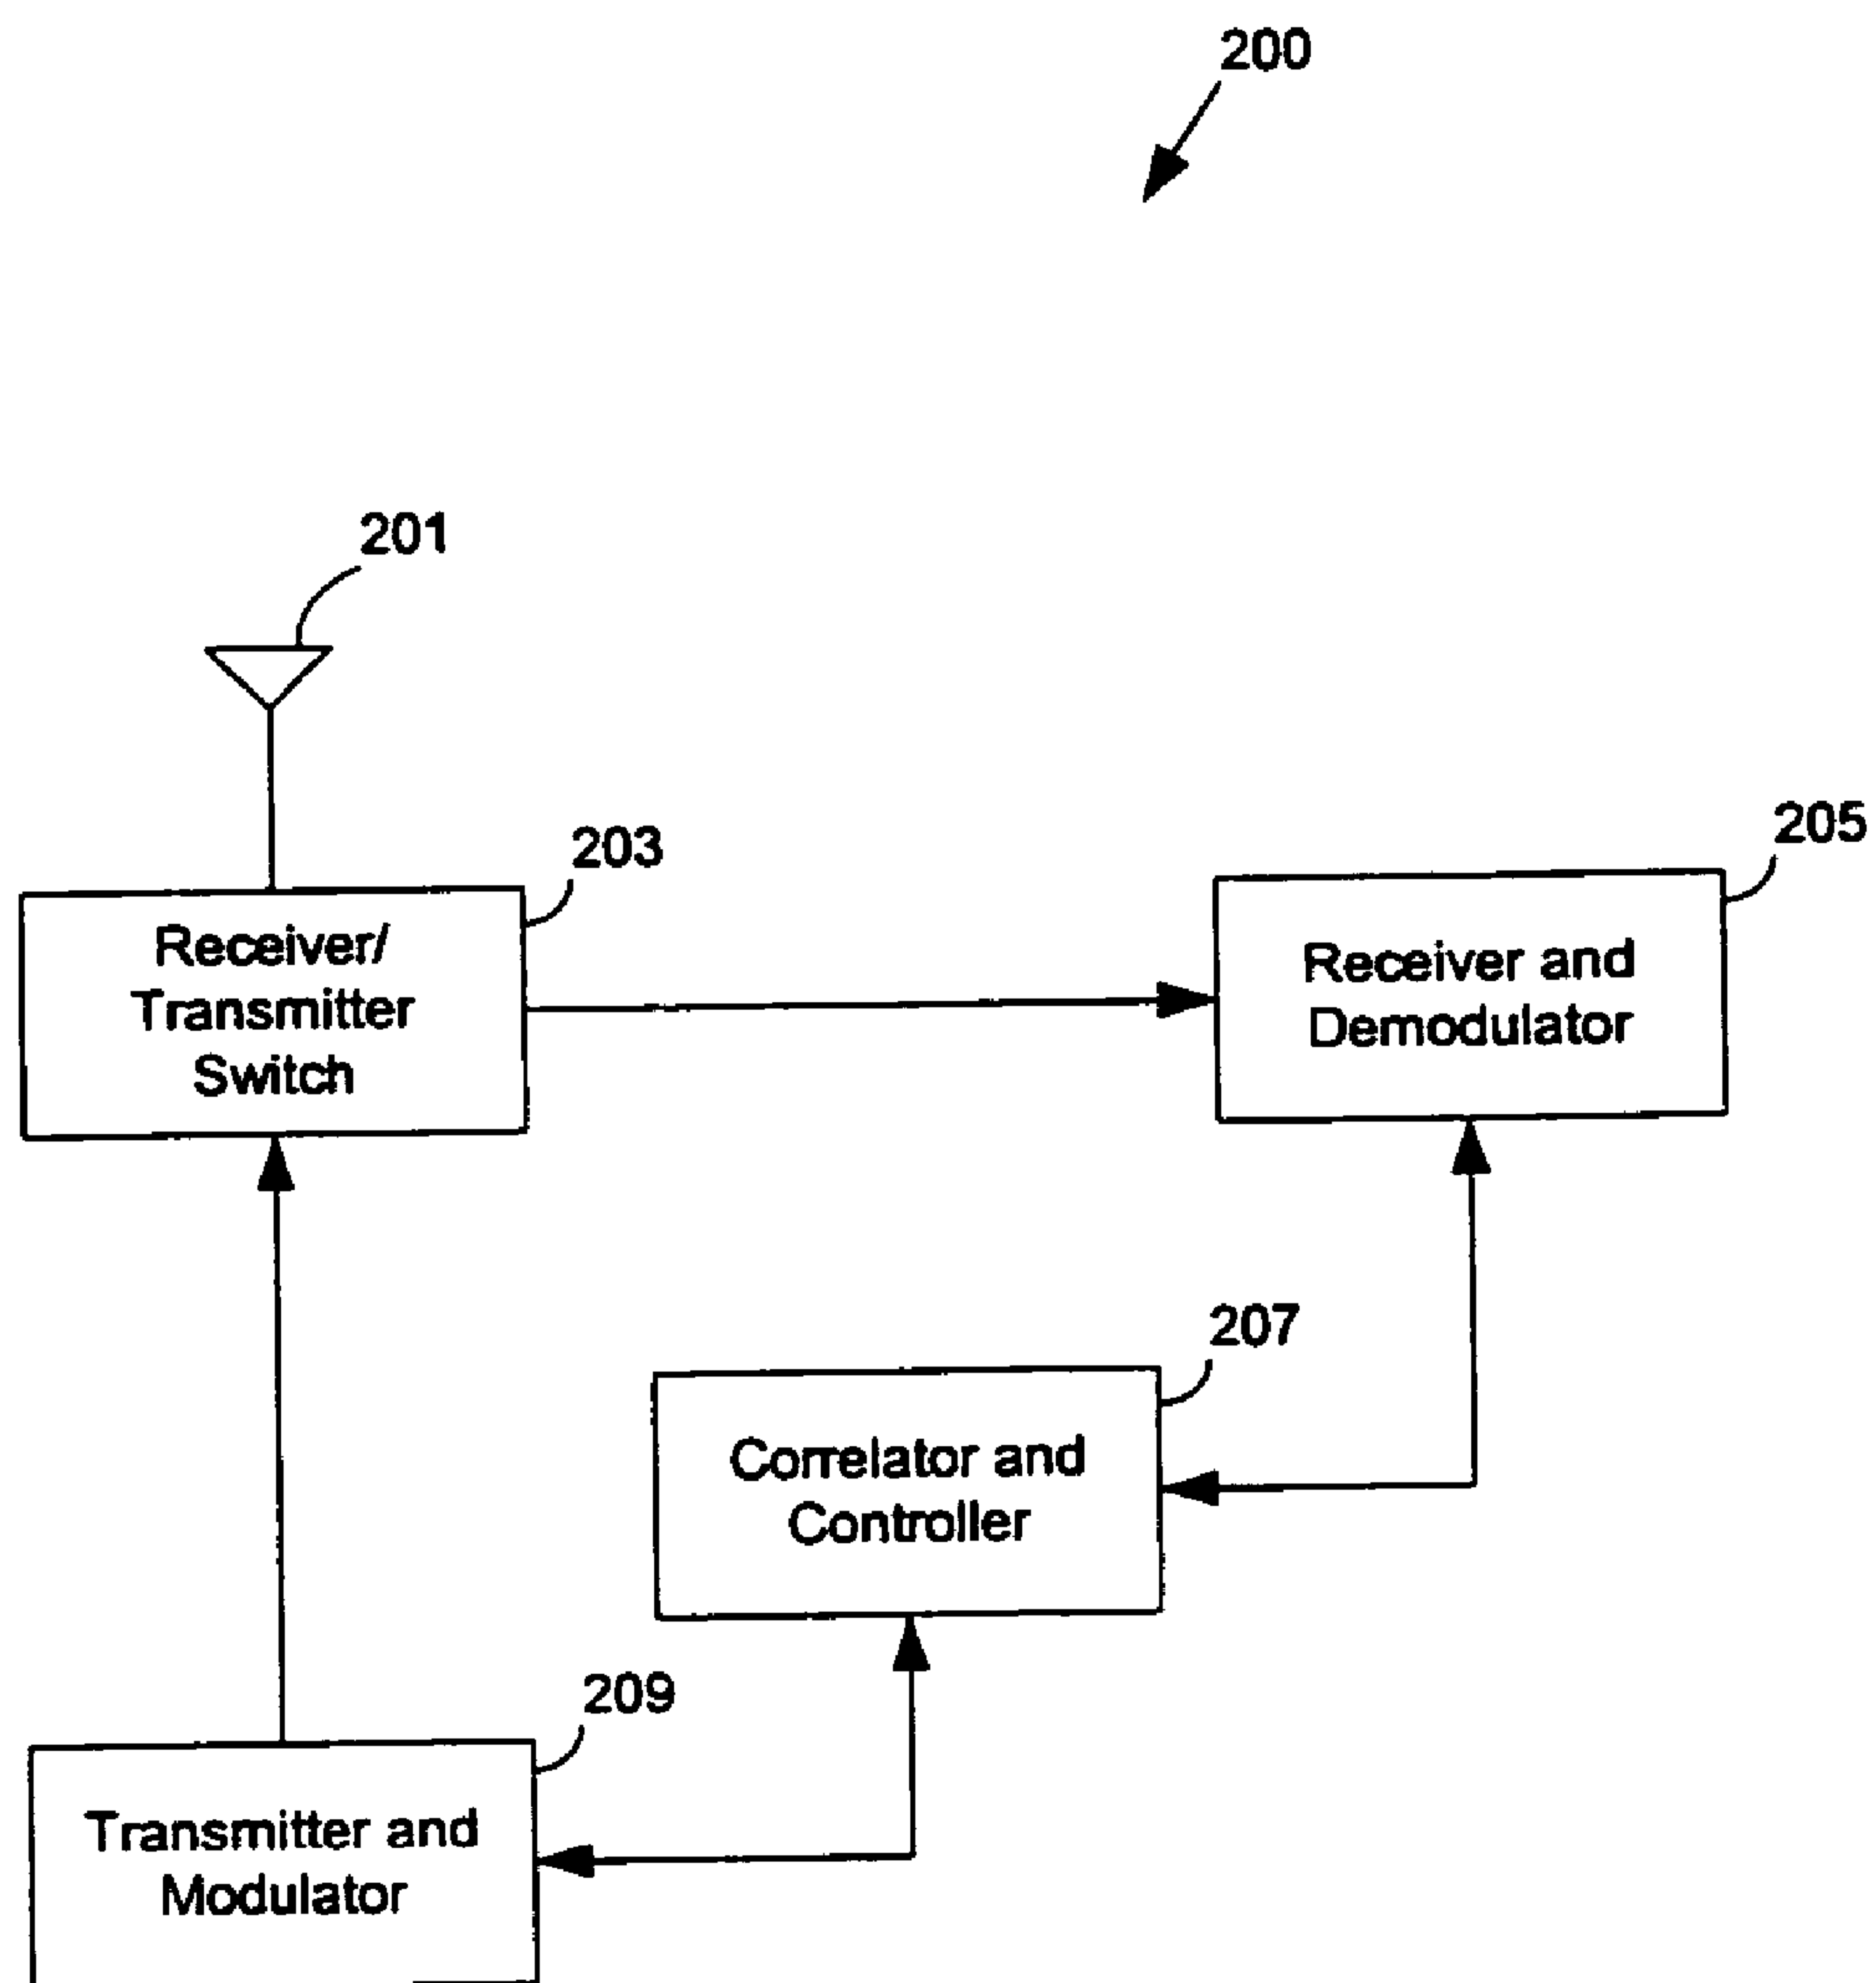 200
201
203
205
Receiver/
Transmitter
Switch
Receiver and
Demodulator
207
Correlator and
Controller
209
Transmitter and
Modulator